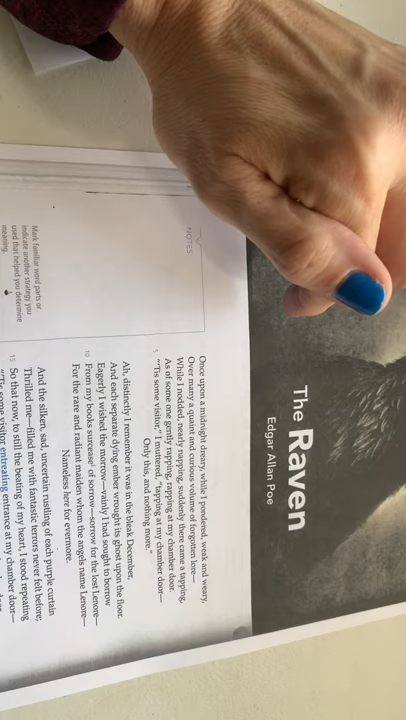 The Raven
Edgar Allan Poe
NOTES
Mark familiar word parts or
indicate another strategy you
used that helped you determine
meaning.
Once upon a midnight dreary, while I pondered, weak and weary,
Over many a quaint and curious volume of forgotten lore—
While I nodded, nearly napping, suddenly there came a tapping,
As of some one gently rapping, rapping at my chamber door.
5 "'Tis some visitor," I muttered, "tapping at my chamber door—
Only this, and nothing more."
Ah, distinctly I remember it was in the bleak December,
And each separate dying ember wrought its ghost upon the floor.
Eagerly I wished the morrow—vainly I had sought to borrow
10 From my books surcease¹ of sorrow—sorrow for the lost Lenore—
For the rare and radiant maiden whom the angels name Lenore—
Nameless here for evermore.
And the silken, sad, uncertain rustling of each purple curtain
Thrilled me—filled me with fantastic terrors never felt before;
15 So that now, to still the beating of my heart, I stood repeating
"'Tis some visitor entreating entrance at my chamber door—